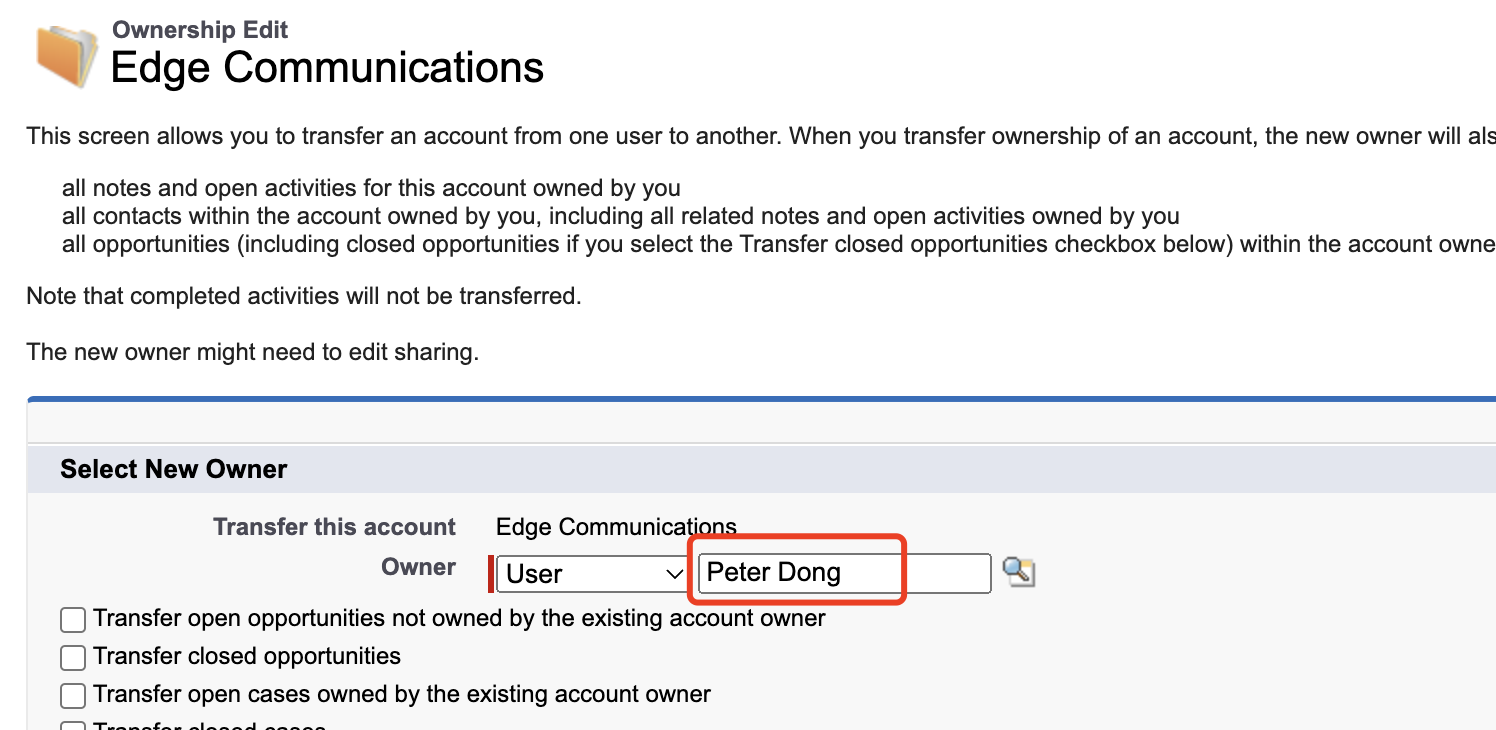 Ownership Edit
Edge Communications
This screen allows you to transfer an account from one user to another. When you transfer ownership of an account, the new owner will
all notes and open activities for this account owned by you
all contacts within the account owned by you, including all related notes and open activities owned by you
all opportunities (including closed opportunities if you select the Transfer closed opportunities checkbox below) within the account
Note that completed activities will not be transferred.
The new owner might need to edit sharing.
Select New Owner
Transfer this account Edge Communications
Owner User Peter Dong
Transfer open opportunities not owned by the existing account owner
Transfer closed opportunities
Transfer open cases owned by the existing account owner
Transfer closed cases